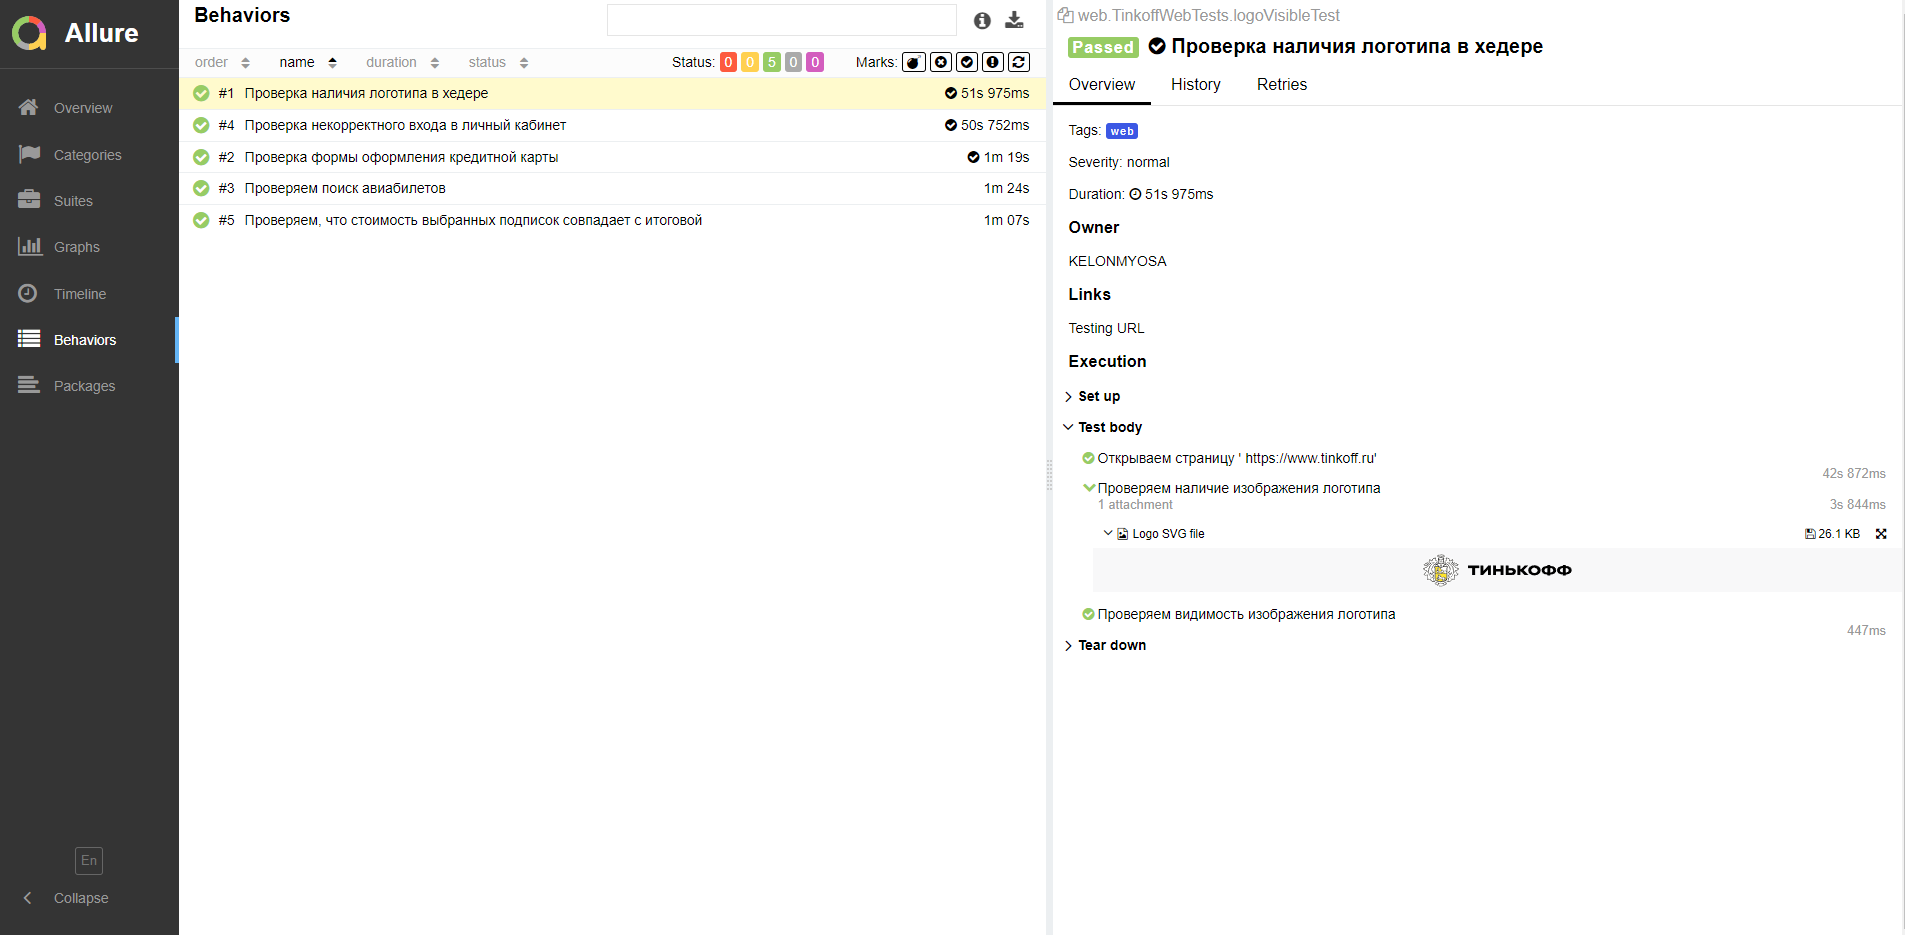 Allure
Overview
Categories
Suites
Graphs
Timeline
Behaviors
Packages
En
Collapse
Behaviors
order name duration status Status: 0 0 5 0 0 Marks:
#1 Проверка наличия логотипа в хедере 51s 975ms
#4 Проверка некорректного входа в личный кабинет 50s 752ms
#2 Проверка формы оформления кредитной карты 1m 19s
#3 Проверяем поиск авиабилетов 1m 24s
#5 Проверяем, что стоимость выбранных подписок совпадает с итоговой 1m 07s
web.TinkoffWebTests.logoVisibleTest
Passed Проверка наличия логотипа в хедере
Overview History Retries
Tags: web
Severity: normal
Duration: 51s 975ms
Owner
KELONMYOSA
Links
Testing URL
Execution
Set up
Test body
Открываем страницу ' https://www.tinkoff.ru'
42s 872ms
Проверяем наличие изображения логотипа
1 attachment 3s 844ms
Logo SVG file 26.1 KB
ТИНЬКОФФ
Проверяем видимость изображения логотипа
447ms
Tear down